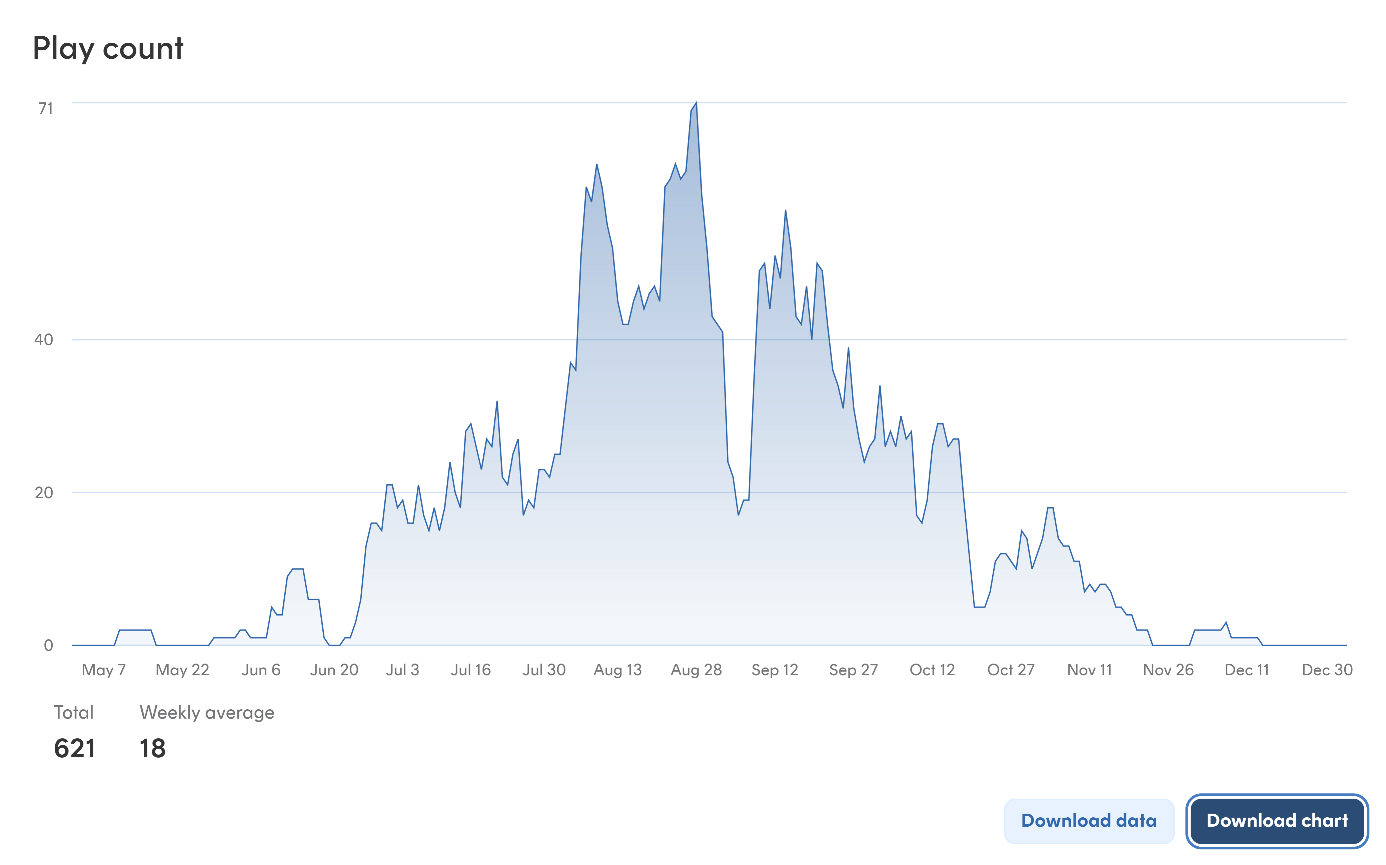 Play count
71
40
20
0
May 7 May 22 Jun 6 Jun 20 Jul 3 Jul 16 Jul 30 Aug 13 Aug 28 Sep 12 Sep 27 Oct 12 Oct 27 Nov 11 Nov 26 Dec 11 Dec 30
Total Weekly average
621 18
Download data Download chart